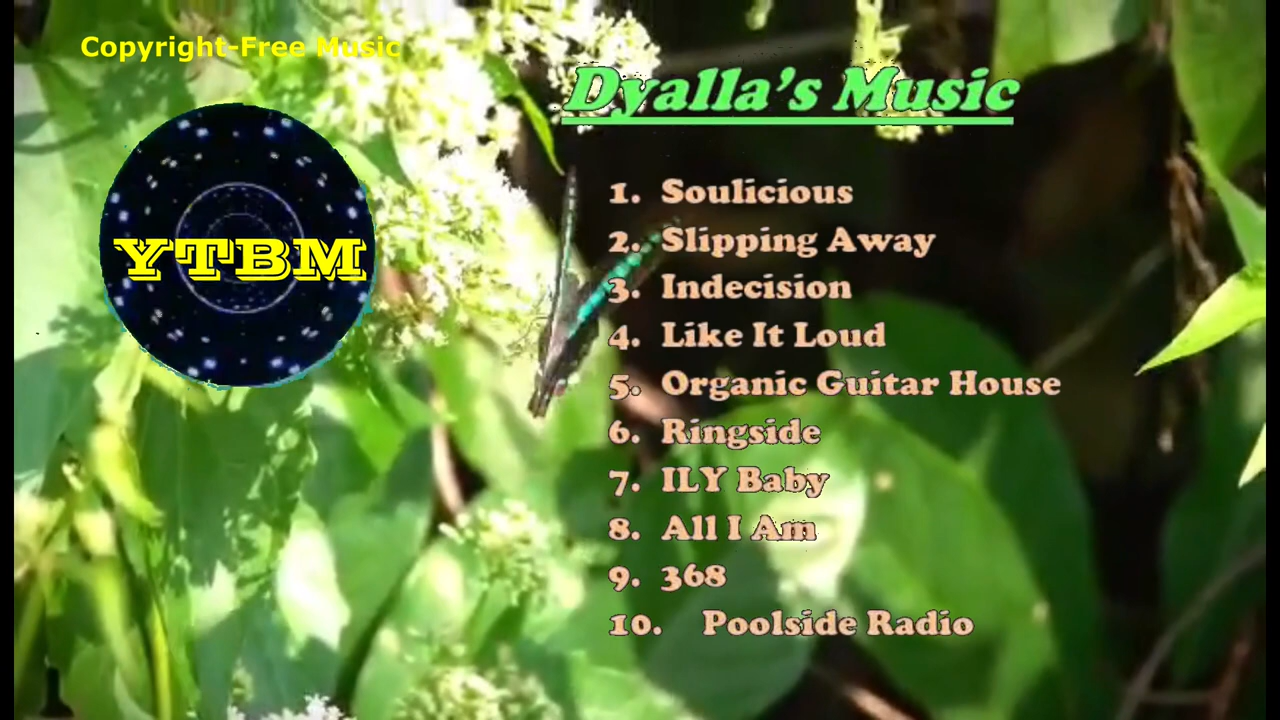 Copyright-Free Music
Dyalla's Music
YTBM
1. Soulicious
2. Slipping Away
3. Indecision
4. Like It Loud
5. Organic Guitar House
6. Ringside
7. ILY Baby
8. All I Am
9. 368
10. Poolside Radio